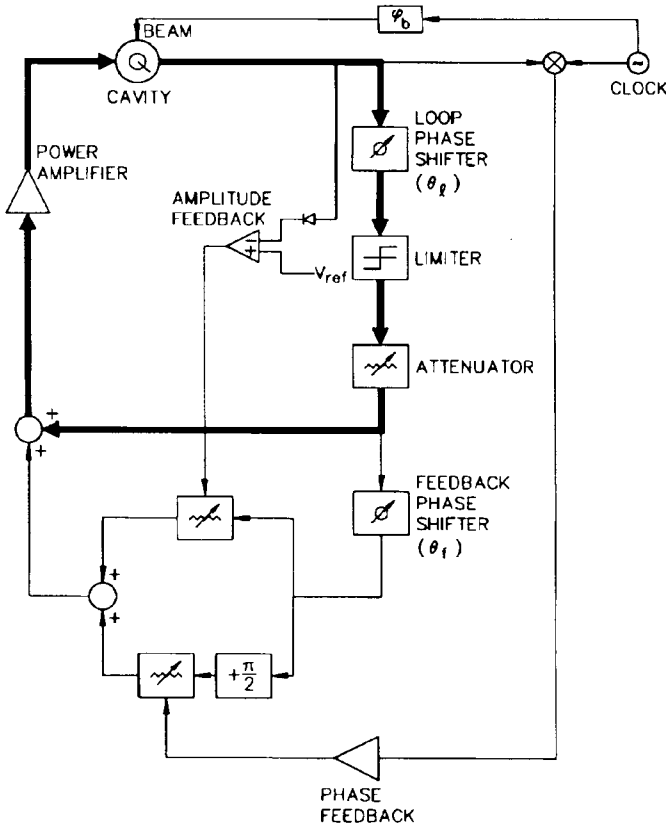 φb
BEAM
Q
CAVITY
~
CLOCK
POWER
AMPLIFIER
LOOP
PHASE
SHIFTER
(θℓ)
AMPLITUDE
FEEDBACK
−
+
Vref
LIMITER
ATTENUATOR
+
+
FEEDBACK
PHASE
SHIFTER
(θf)
+
+
+π/2
PHASE
FEEDBACK